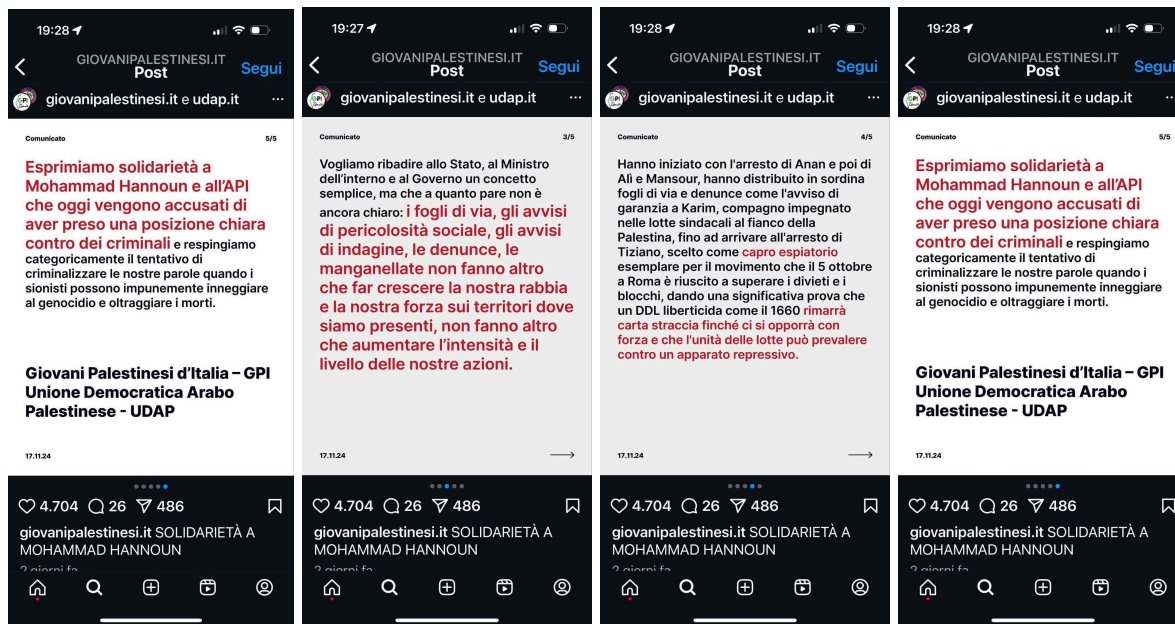 19:28
GIOVANIPALESTINESI.IT
Post
Segui
giovanipalestinesi.it e udap.it
Comunicato 5/5
Esprimiamo solidarietà a
Mohammad Hannoun e all'API
che oggi vengono accusati di
aver preso una posizione chiara
contro dei criminali e respingiamo
categoricamente il tentativo di
criminalizzare le nostre parole quando i
sionisti possono impunemente inneggiare
al genocidio e oltraggiare i morti.
Giovani Palestinesi d'Italia – GPI
Unione Democratica Arabo
Palestinese - UDAP
17.11.24
4.704 26 486
giovanipalestinesi.it SOLIDARIETÀ A
MOHAMMAD HANNOUN
2 giorni fa
19:27
GIOVANIPALESTINESI.IT
Post
Segui
giovanipalestinesi.it e udap.it
Comunicato 3/5
Vogliamo ribadire allo Stato, al Ministro
dell'interno e al Governo un concetto
semplice, ma che a quanto pare non è
ancora chiaro: i fogli di via, gli avvisi
di pericolosità sociale, gli avvisi
di indagine, le denunce, le
manganellate non fanno altro
che far crescere la nostra rabbia
e la nostra forza sui territori dove
siamo presenti, non fanno altro
che aumentare l'intensità e il
livello delle nostre azioni.
17.11.24
4.704 26 486
giovanipalestinesi.it SOLIDARIETÀ A
MOHAMMAD HANNOUN
2 giorni fa
19:28
GIOVANIPALESTINESI.IT
Post
Segui
giovanipalestinesi.it e udap.it
Comunicato 4/5
Hanno iniziato con l'arresto di Anan e poi di
Alì e Mansour, hanno distribuito in sordina
fogli di via e denunce come l'avviso di
garanzia a Karim, compagno impegnato
nelle lotte sindacali al fianco della
Palestina, fino ad arrivare all'arresto di
Tiziano, scelto come capro espiatorio
esemplare per il movimento che il 5 ottobre
a Roma è riuscito a superare i divieti e i
blocchi, dando una significativa prova che
un DDL liberticida come il 1660 rimarrà
carta straccia finché ci si opporrà con
forza e che l'unità delle lotte può prevalere
contro un apparato repressivo.
17.11.24
4.704 26 486
giovanipalestinesi.it SOLIDARIETÀ A
MOHAMMAD HANNOUN
2 giorni fa
19:28
GIOVANIPALESTINESI.IT
Post
Segui
giovanipalestinesi.it e udap.it
Comunicato 5/5
Esprimiamo solidarietà a
Mohammad Hannoun e all'API
che oggi vengono accusati di
aver preso una posizione chiara
contro dei criminali e respingiamo
categoricamente il tentativo di
criminalizzare le nostre parole quando i
sionisti possono impunemente inneggiare
al genocidio e oltraggiare i morti.
Giovani Palestinesi d'Italia – GPI
Unione Democratica Arabo
Palestinese - UDAP
17.11.24
4.704 26 486
giovanipalestinesi.it SOLIDARIETÀ A
MOHAMMAD HANNOUN
2 giorni fa